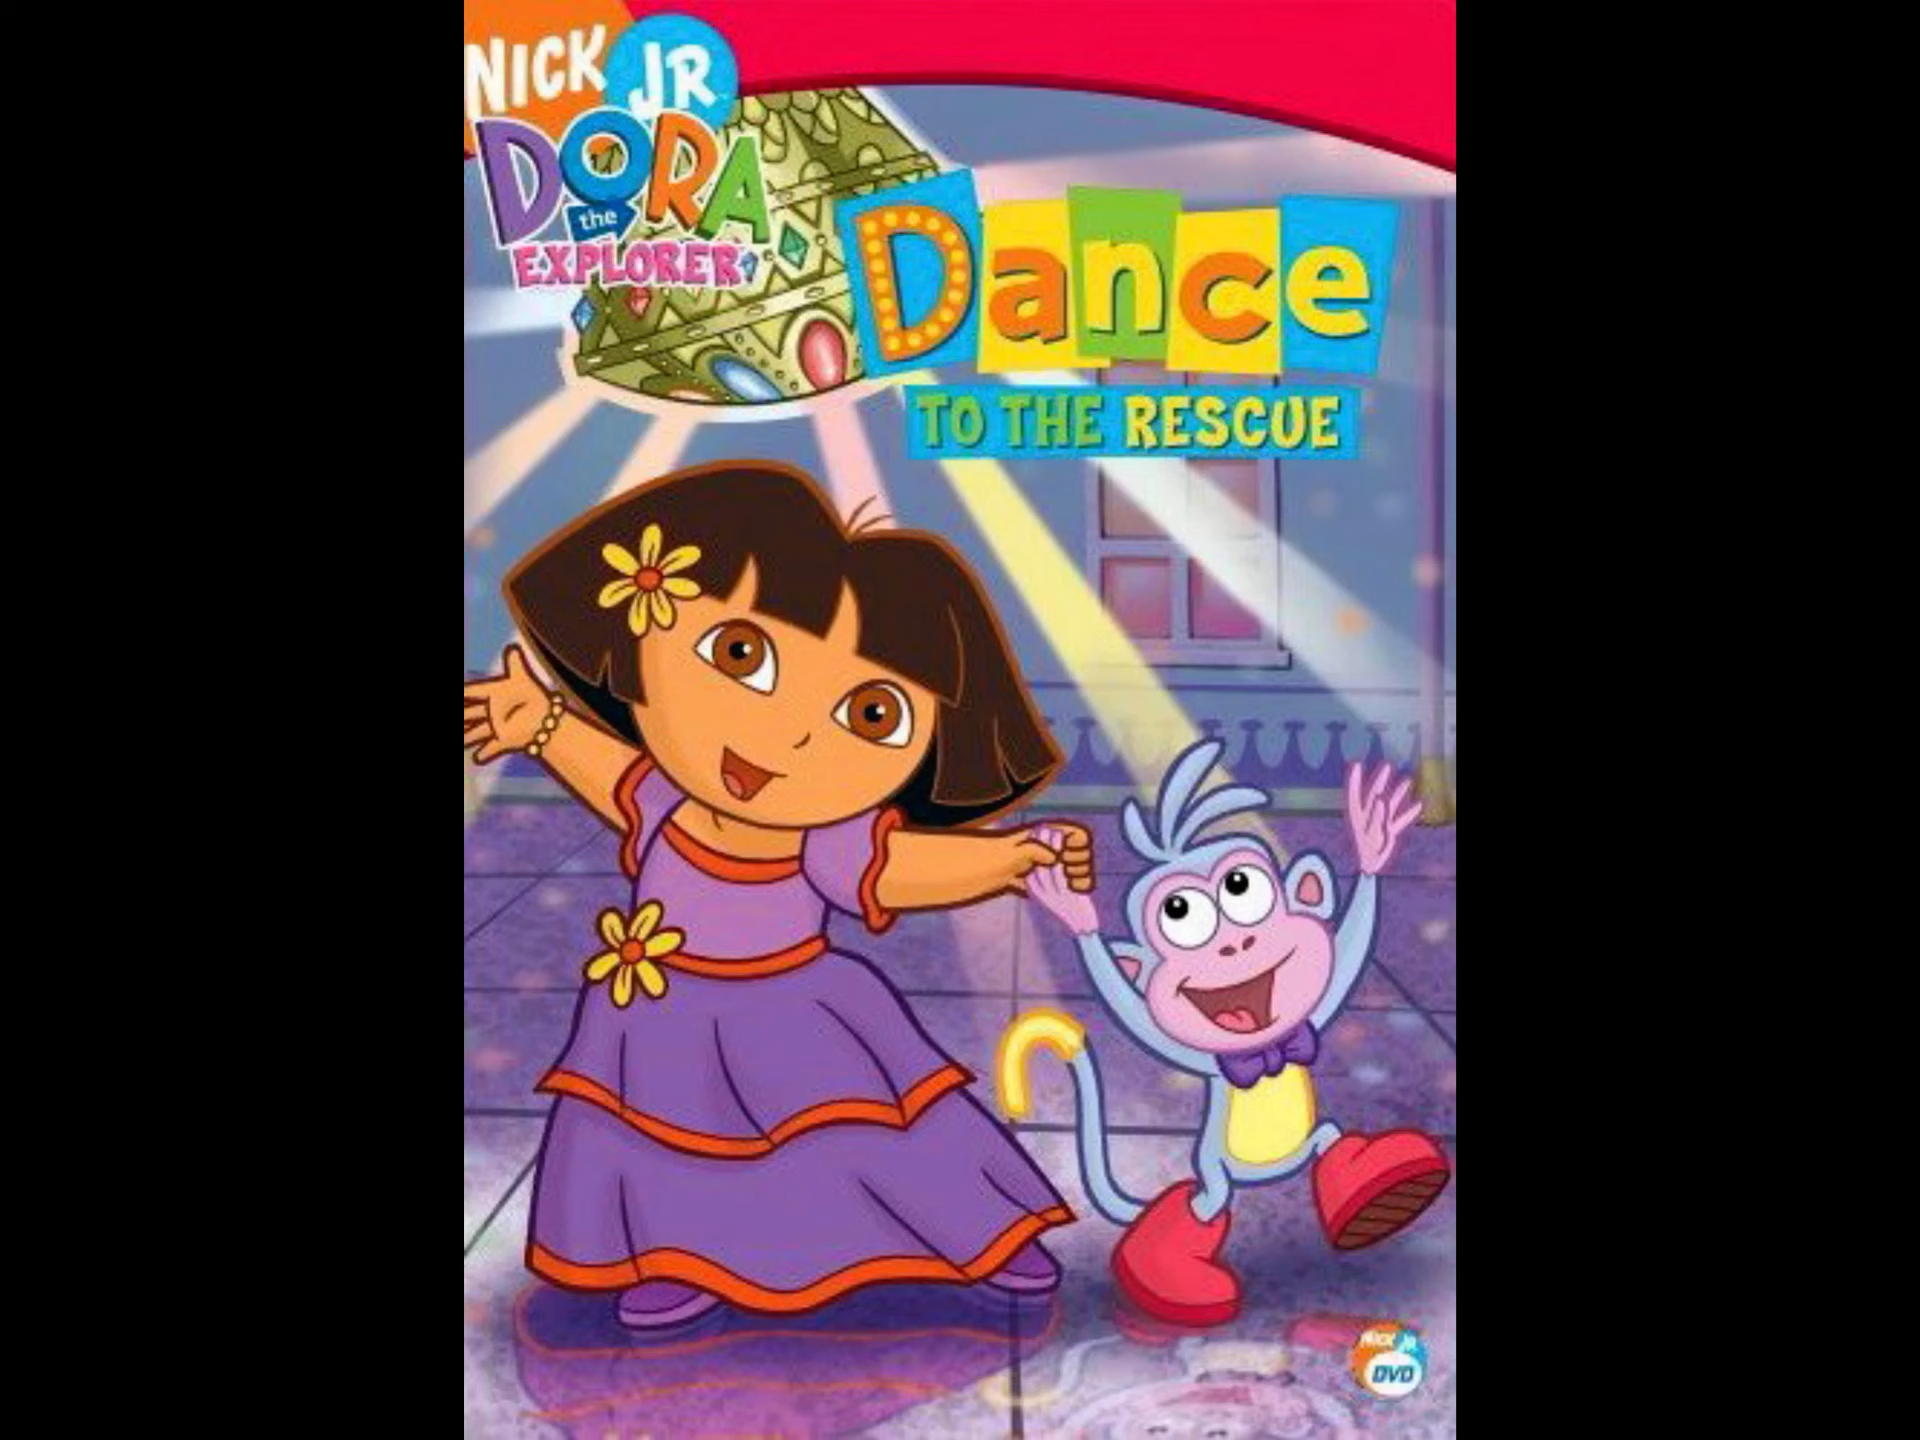 NICK JR
DORA
the
EXPLORER
Dance
TO THE RESCUE
NICK JR
DVD